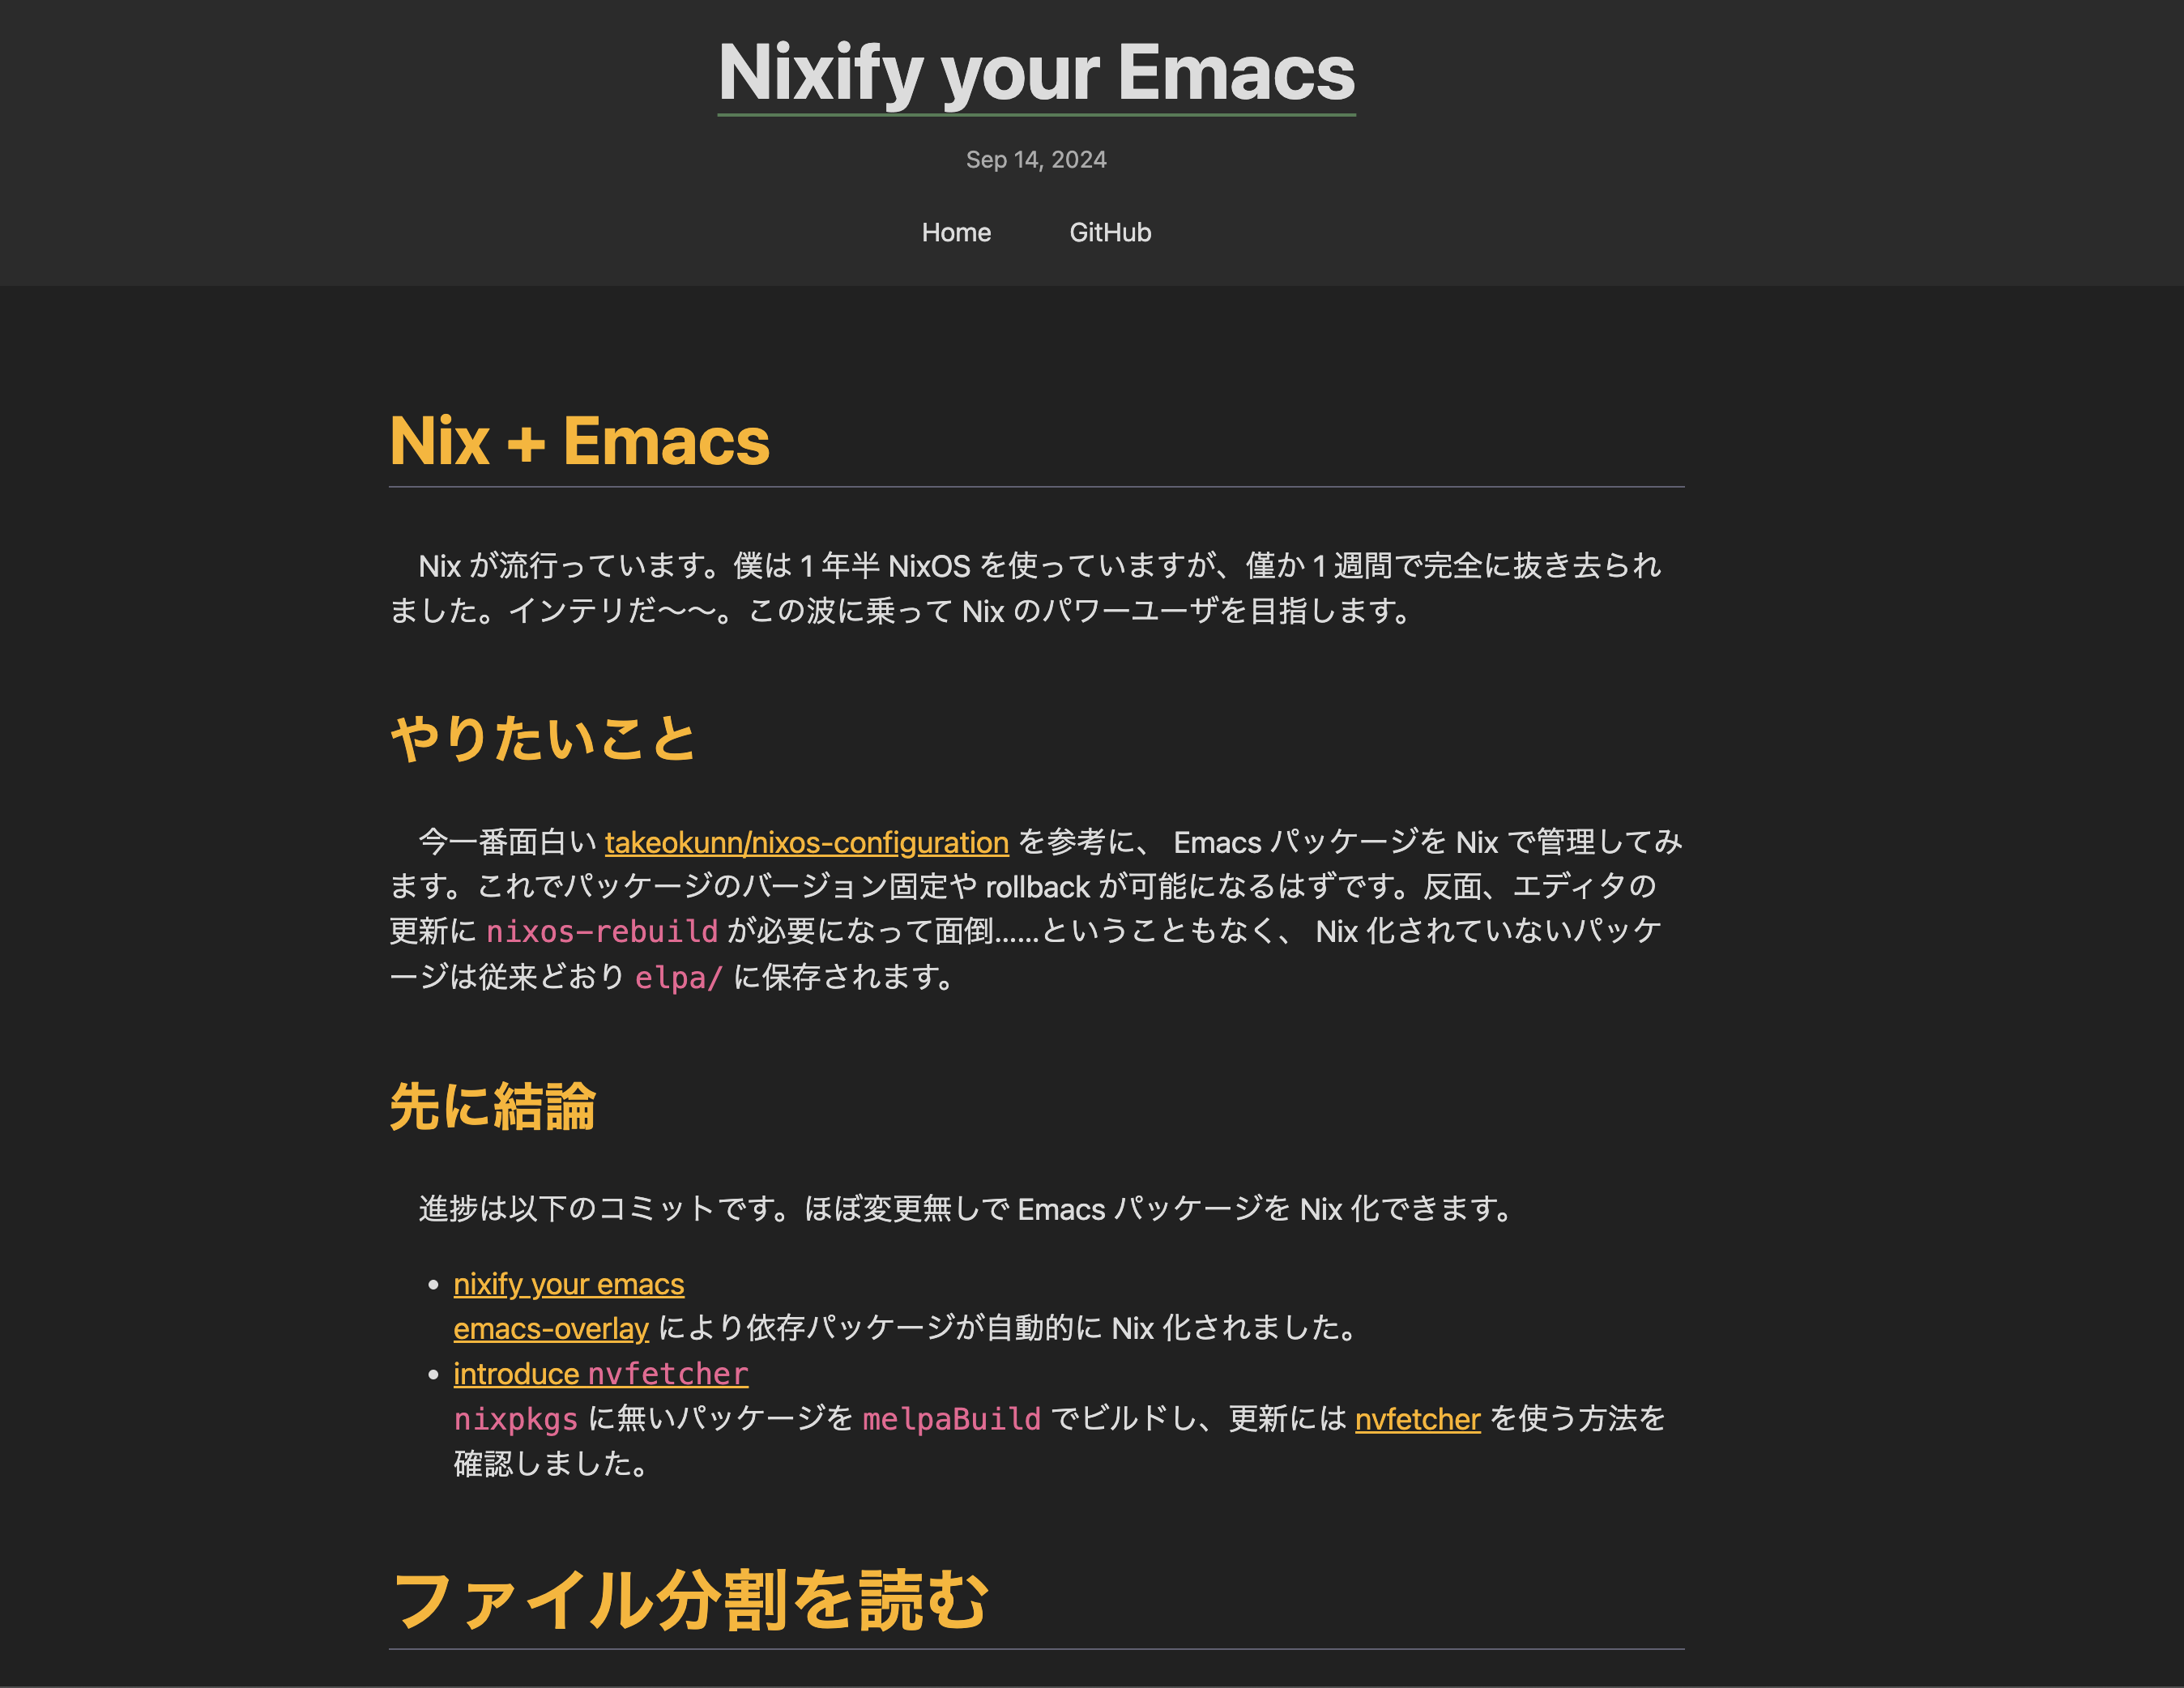 Nixify your Emacs
Sep 14, 2024
Home GitHub
Nix + Emacs
Nix が流行っています。僕は 1 年半 NixOS を使っていますが、僅か 1 週間で完全に抜き去られ
ました。インテリだ〜〜。この波に乗って Nix のパワーユーザを目指します。
やりたいこと
今一番面白い takeokunn/nixos-configuration を参考に、 Emacs パッケージを Nix で管理してみ
ます。これでパッケージのバージョン固定や rollback が可能になるはずです。反面、エディタの
更新に nixos-rebuild が必要になって面倒……ということもなく、 Nix 化されていないパッケ
ージは従来どおり elpa/ に保存されます。
先に結論
進捗は以下のコミットです。ほぼ変更無しで Emacs パッケージを Nix 化できます。
• nixify your emacs
emacs-overlay により依存パッケージが自動的に Nix 化されました。
• introduce nvfetcher
nixpkgs に無いパッケージを melpaBuild でビルドし、更新には nvfetcher を使う方法を
確認しました。
ファイル分割を読む